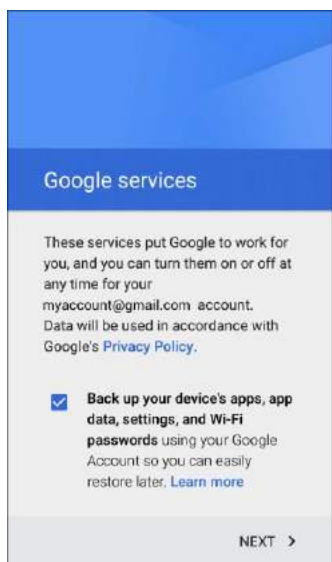 Google services
These services put Google to work for
you, and you can turn them on or off at
any time for your
myaccount@gmail.com account.
Data will be used in accordance with
Google's Privacy Policy.
Back up your device's apps, app
data, settings, and Wi-Fi
passwords using your Google
Account so you can easily
restore later. Learn more
NEXT >